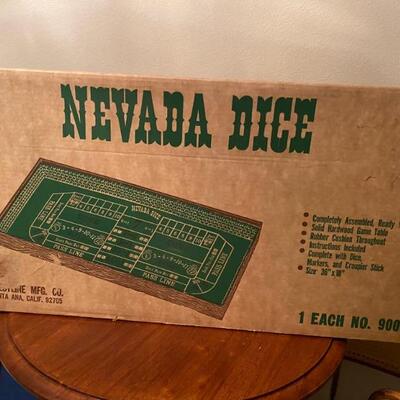 NEVADA DICE
NEVADA DICE
PASS LINE
PASS LINE
PASS LINE
• Completely Assembled, Ready
• Solid Hardwood Game Table
• Rubber Cushion Throughout
• Instructions Included
• Complete with Dice,
Markers, and Croupier Stick
• Size 36" x 18"
MFG. CO.
ANA, CALIF. 92705
1 EACH NO. 900